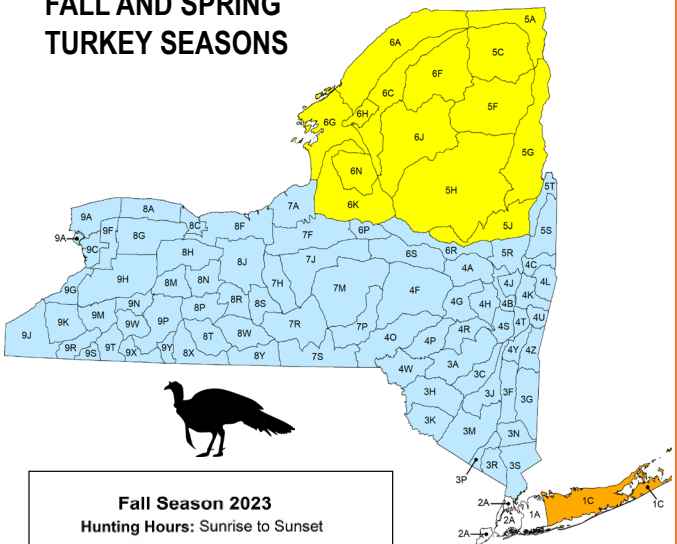 FALL AND SPRING
TURKEY SEASONS
5A
6A
5C
6F
6C
5F
6H
6G
6J
5G
6N
5H
5T
6K
7A
8A
9A
5J
8C
8F
9F
8G
7F
6P
5S
9A
9C
8H
6S
6R
5R
8J
7J
4A
4C
9H
8M
8N
7H
7M
4F
4J
4L
9G
8R
8S
4G
4H
4B
4K
9N
8P
9M
9W
9P
7R
7P
4R
4S
4T
4U
9J
9K
8T
8W
4O
4P
9R
9S
9T
9X
9Y
8X
8Y
7S
4Y
4Z
4W
3A
3C
3H
3J
3F
3G
3K
3M
3N
3R
3S
3P
2A
1C
1C
2A
1A
2A
Fall Season 2023
Hunting Hours: Sunrise to Sunset